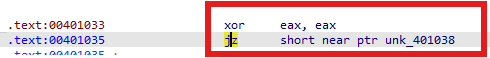 .text:00401033 xor eax, eax
.text:00401035 jz short near ptr unk_401038